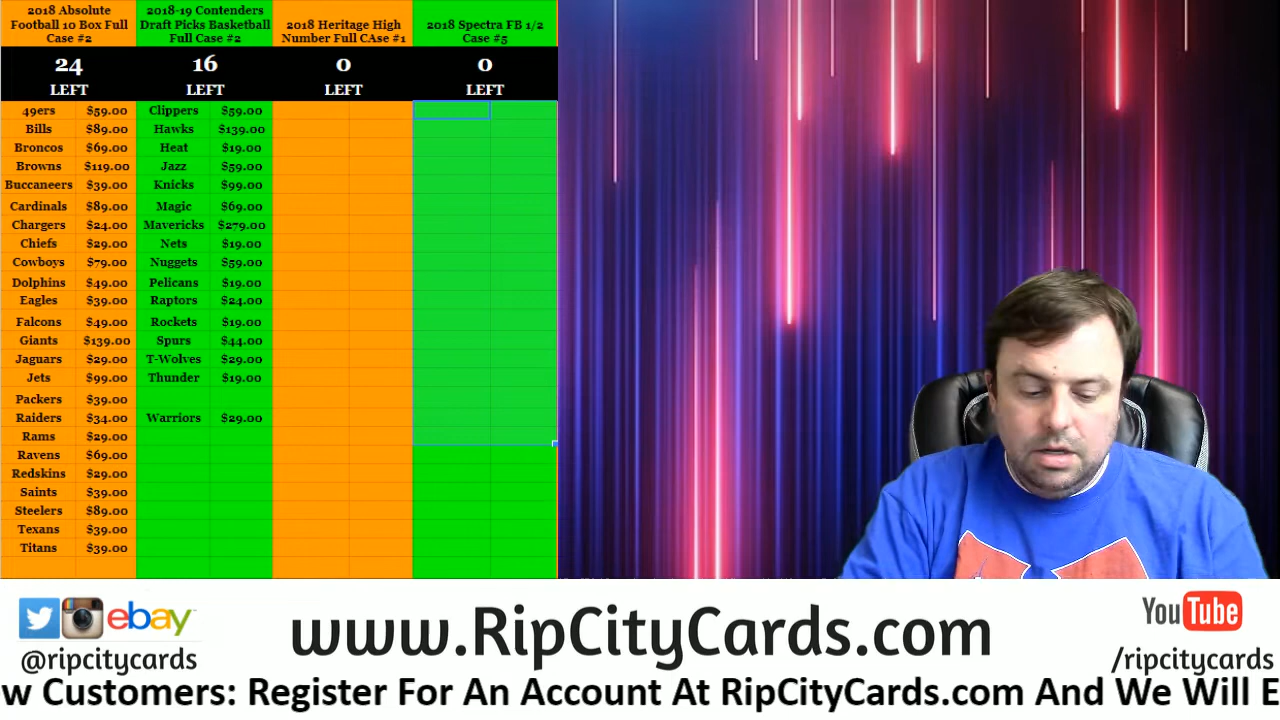 2018 Absolute
Football 10 Box Full
Case #2
2018-19 Contenders
Draft Picks Basketball
Full Case #2
2018 Heritage High
Number Full CAse #1
2018 Spectra FB 1/2
Case #5
24
LEFT
16
LEFT
0
LEFT
0
LEFT
49ers $59.00 Clippers $59.00
Bills $89.00 Hawks $139.00
Broncos $69.00 Heat $19.00
Browns $119.00 Jazz $59.00
Buccaneers $39.00 Knicks $99.00
Cardinals $89.00 Magic $69.00
Chargers $24.00 Mavericks $279.00
Chiefs $29.00 Nets $19.00
Cowboys $79.00 Nuggets $59.00
Dolphins $49.00 Pelicans $19.00
Eagles $39.00 Raptors $24.00
Falcons $49.00 Rockets $19.00
Giants $139.00 Spurs $44.00
Jaguars $29.00 T-Wolves $29.00
Jets $99.00 Thunder $19.00
Packers $39.00
Raiders $34.00 Warriors $29.00
Rams $29.00
Ravens $69.00
Redskins $29.00
Saints $39.00
Steelers $89.00
Texans $39.00
Titans $39.00
ebay
@ripcitycards
www.RipCityCards.com
YouTube
/ripcitycards
w Customers: Register For An Account At RipCityCards.com And We Will E